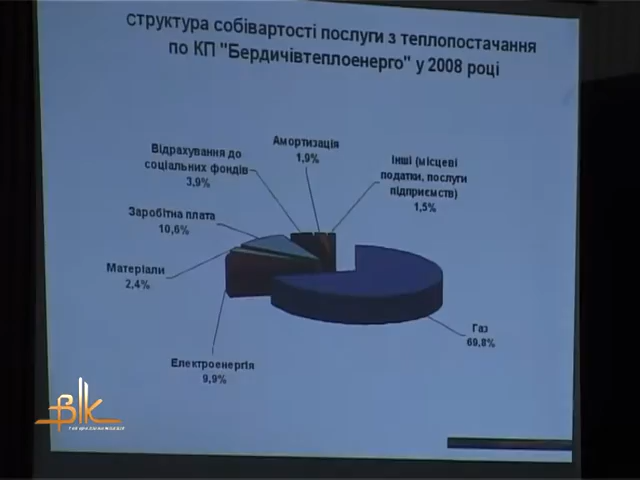 структура собівартості послуги з теплопостачання
по КП "Бердичівтеплоенерго" у 2008 році
Амортизація
1,9%
Відрахування до
соціальних фондів
3,9%
Інші (місцеві
податки, послуги
підприємств)
1,5%
Заробітна плата
10,6%
Матеріали
2,4%
Газ
69,8%
Електроенергія
9,9%
ВІК